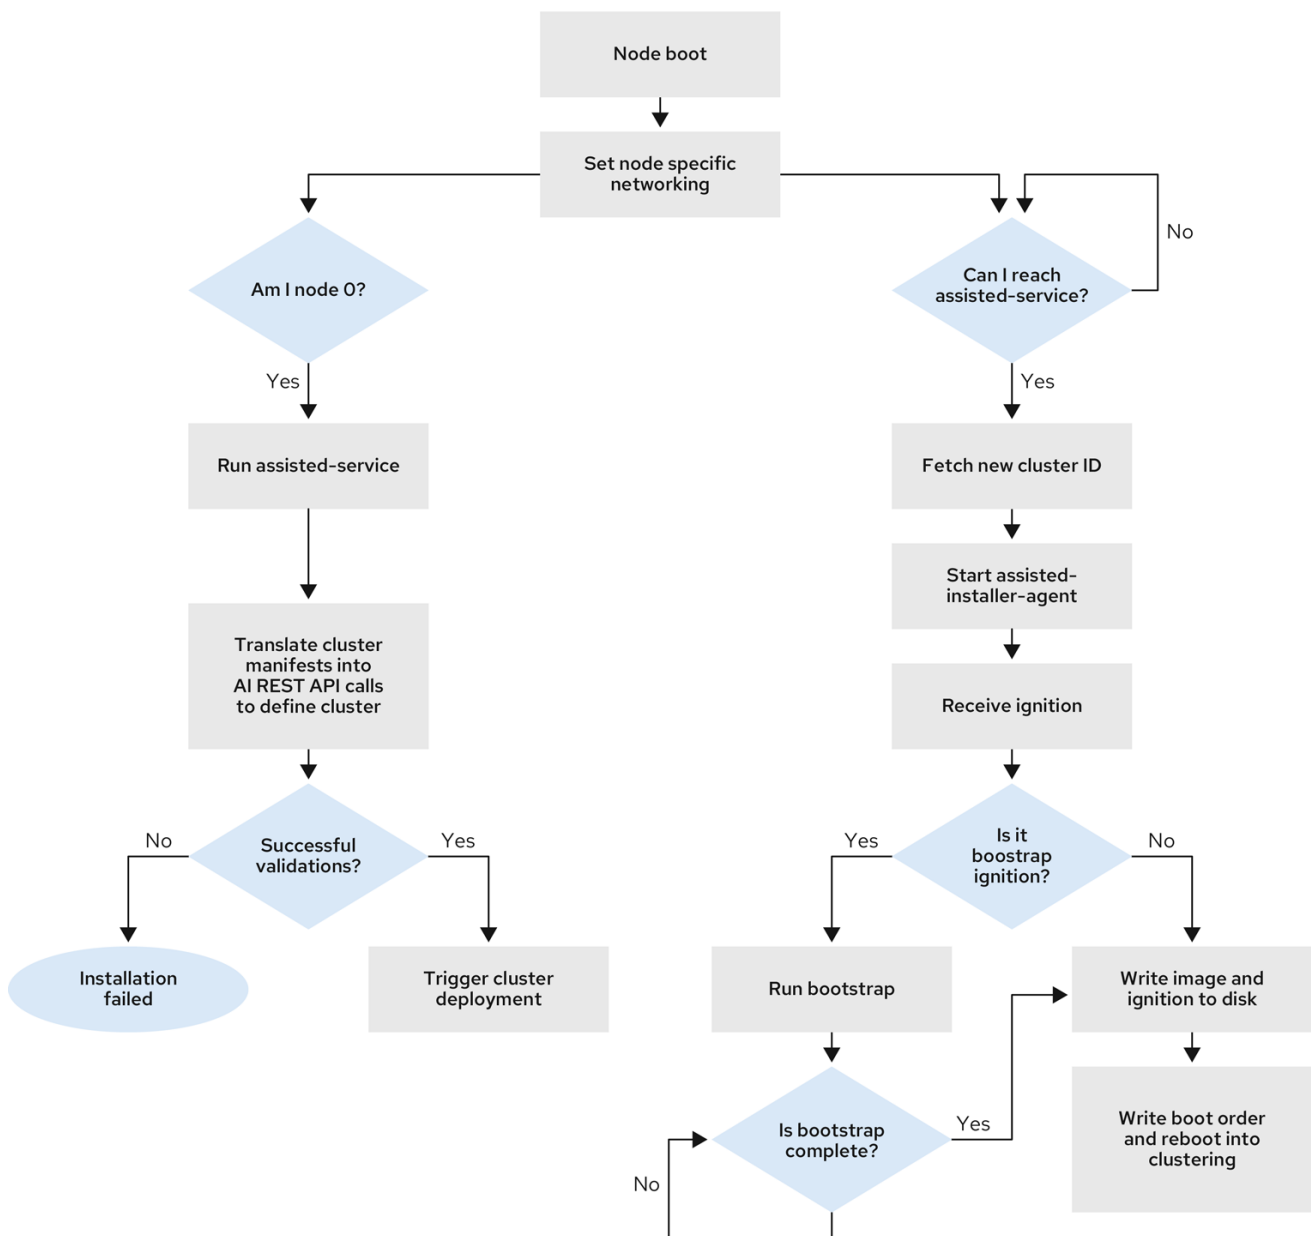 Node boot
Set node specific
networking
No
Am I node 0?
Can I reach
assisted-service?
Yes
Yes
Run assisted-service
Fetch new cluster ID
Start assisted-
installer-agent
Translate cluster
manifests into
AI REST API calls
to define cluster
Receive ignition
No
Successful
validations?
Yes
Yes
Is it
boostrap
ignition?
No
Installation
failed
Trigger cluster
deployment
Run bootstrap
Write image and
ignition to disk
Is bootstrap
complete?
Yes
No
Write boot order
and reboot into
clustering